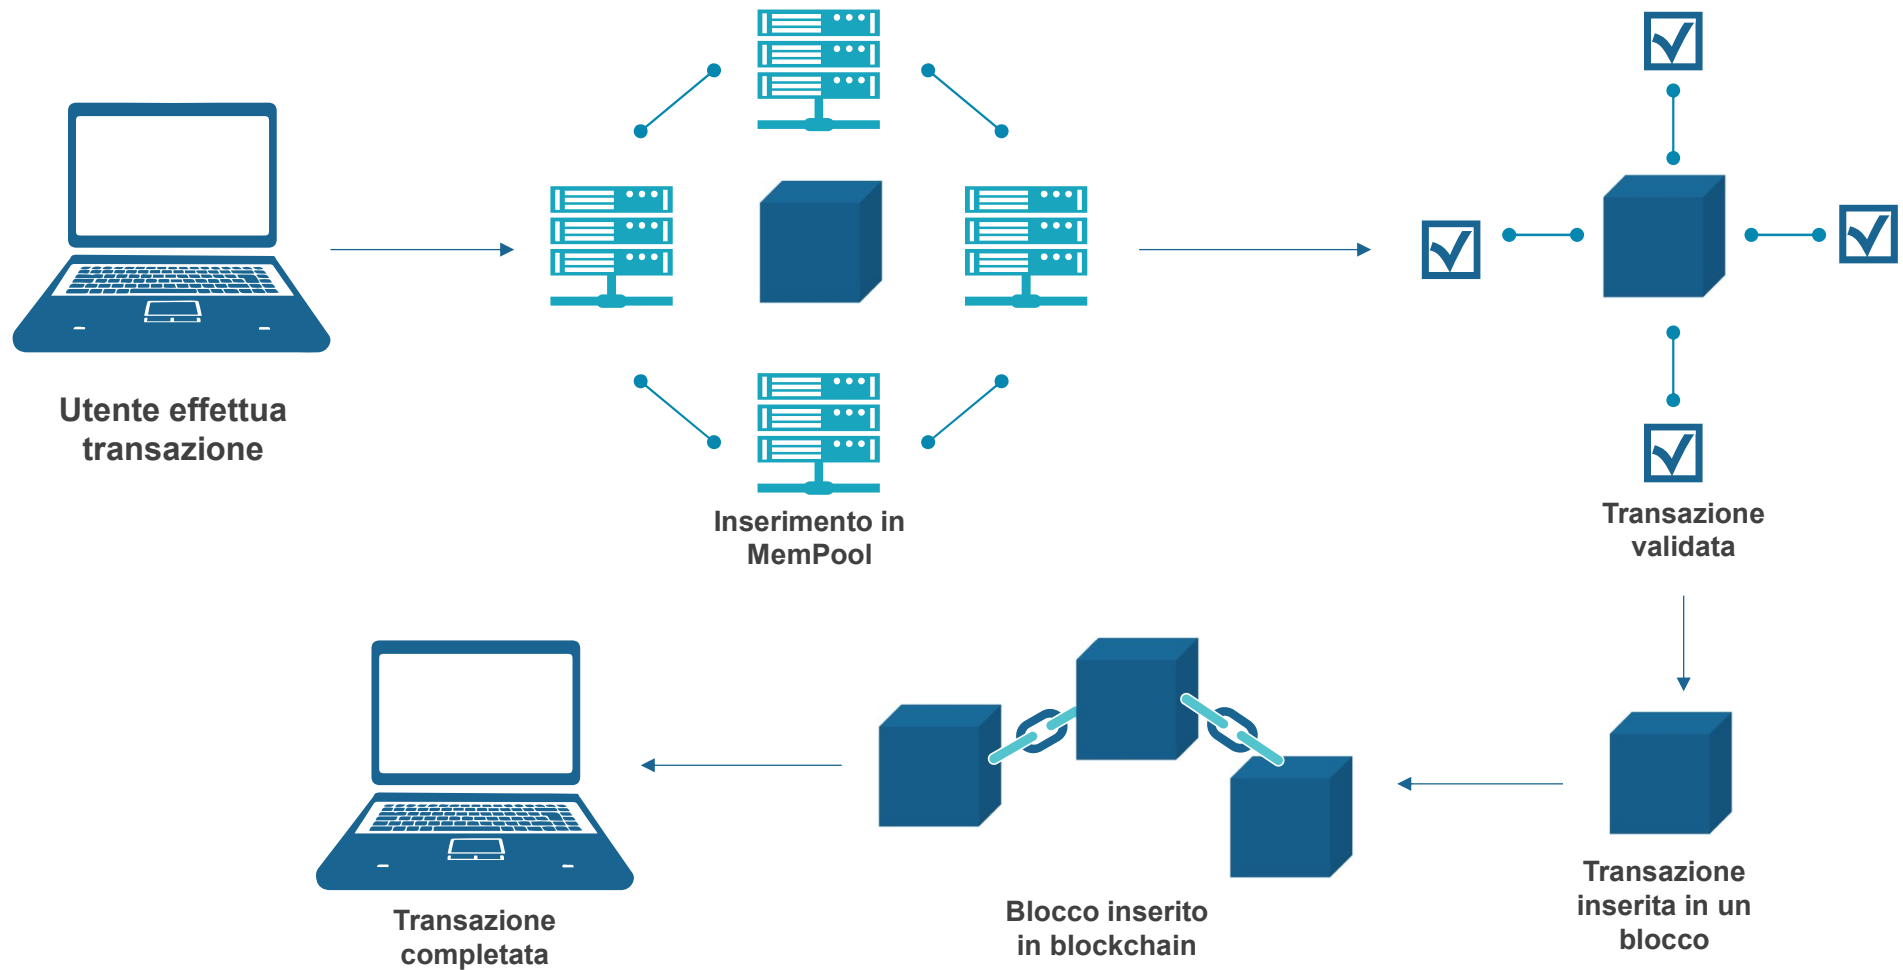 Utente effettua
transazione
Inserimento in
MemPool
Transazione
validata
Transazione
inserita in un
blocco
Blocco inserito
in blockchain
Transazione
completata